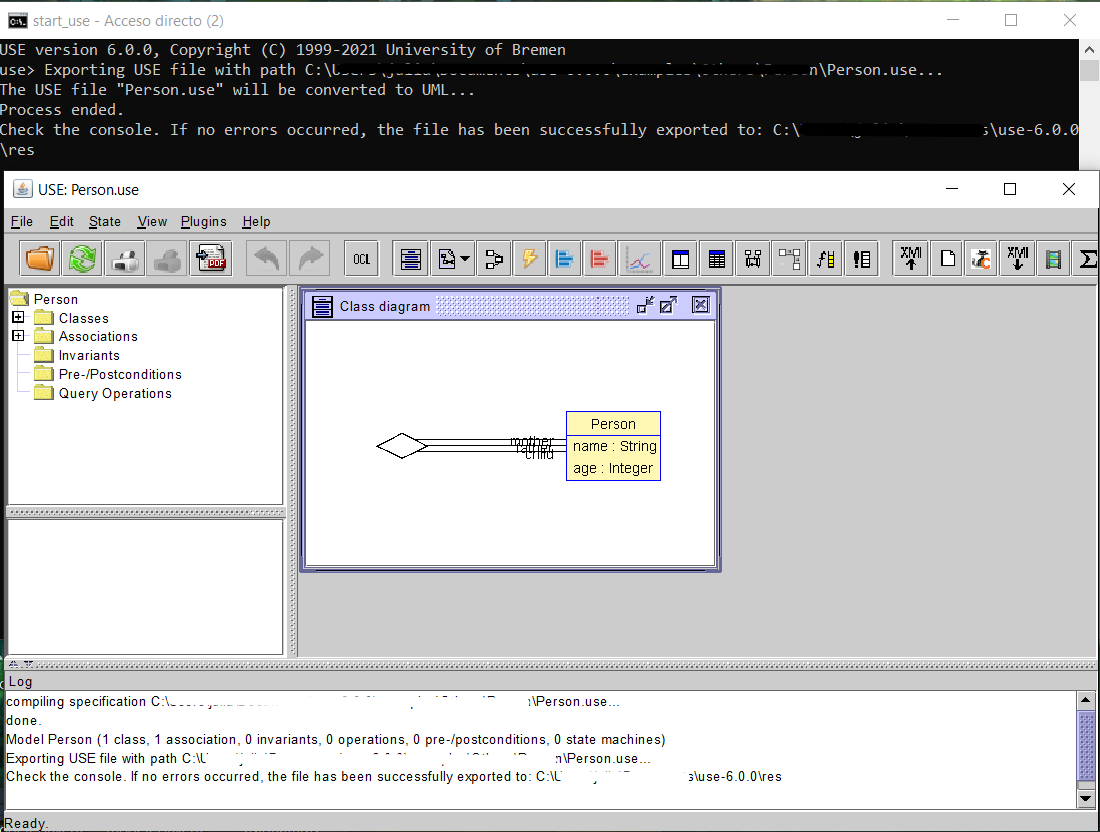 start_use - Acceso directo (2)
USE version 6.0.0, Copyright (C) 1999-2021 University of Bremen
use> Exporting USE file with path C:\ \Person.use...
The USE file "Person.use" will be converted to UML...
Process ended.
Check the console. If no errors occurred, the file has been successfully exported to: C:\ s\use-6.0.0
\res
USE: Person.use
File Edit State View Plugins Help
PDF OCL XMI XMI Σ
Person
Classes
Associations
Invariants
Pre-/Postconditions
Query Operations
Class diagram
mother
father
child
Person
name : String
age : Integer
Log
compiling specification C:\ \Person.use...
done.
Model Person (1 class, 1 association, 0 invariants, 0 operations, 0 pre-/postconditions, 0 state machines)
Exporting USE file with path C:\ \Person.use...
Check the console. If no errors occurred, the file has been successfully exported to: C:\ s\use-6.0.0\res
Ready.